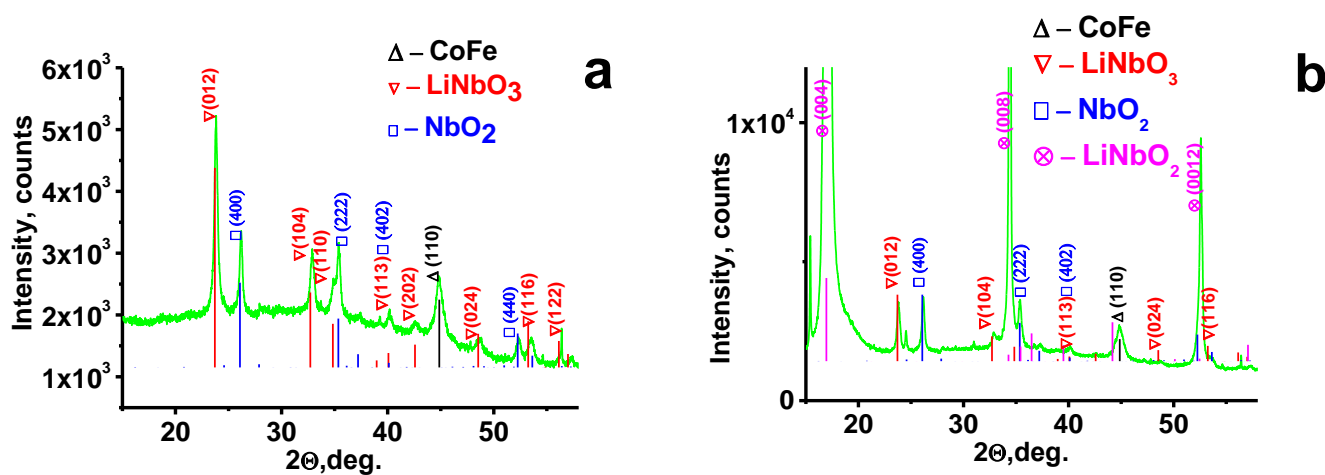 a
△ – CoFe
▽ – LiNbO3
□ – NbO2
6x10³
5x10³
4x10³
3x10³
2x10³
1x10³
Intensity, counts
▽(012)
□(400)
▽(104)
▽(110)
□(222)
▽(113)
□(402)
▽(202)
△(110)
▽(024)
□(440)
▽(116)
▽(122)
20 30 40 50
2Θ,deg.
b
△ – CoFe
▽ – LiNbO3
□ – NbO2
⊗ – LiNbO2
1x10⁴
0
Intensity, counts
⊗(004)
▽(012)
□(400)
▽(104)
⊗(008)
□(222)
▽(113)
□(402)
△(110)
▽(024)
⊗(0012)
▽(116)
20 30 40 50
2Θ,deg.